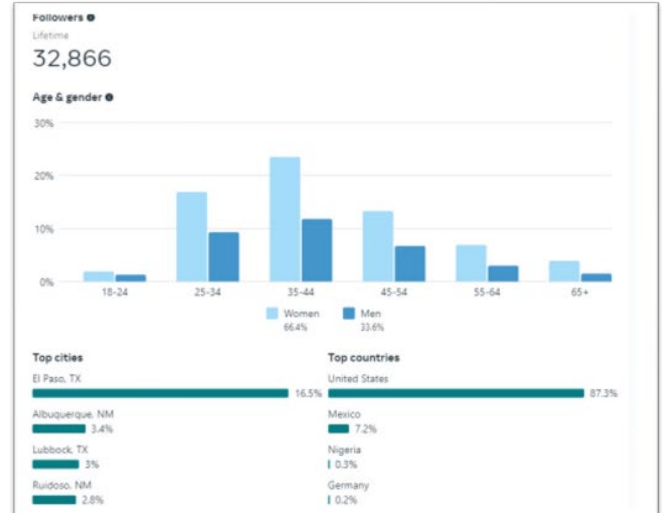 Followers
Lifetime
32,866
Age & gender
30%
20%
10%
0%
18-24 25-34 35-44 45-54 55-64 65+
Women Men
66.4% 33.6%
Top cities
El Paso, TX
16.5%
Albuquerque, NM
3.4%
Lubbock, TX
3%
Ruidoso, NM
2.8%
Top countries
United States
87.3%
Mexico
7.2%
Nigeria
0.3%
Germany
0.2%